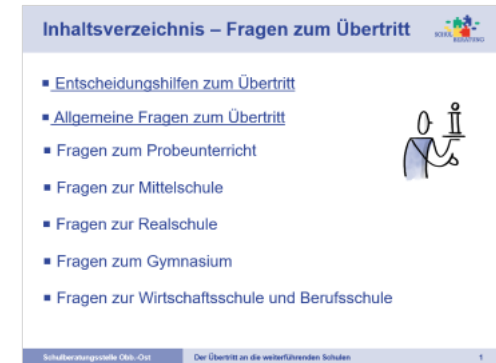 Inhaltsverzeichnis – Fragen zum Übertritt
SCHUL
BERATUNG
Entscheidungshilfen zum Übertritt
Allgemeine Fragen zum Übertritt
Fragen zum Probeunterricht
Fragen zur Mittelschule
Fragen zur Realschule
Fragen zum Gymnasium
Fragen zur Wirtschaftsschule und Berufsschule
Schulberatungsstelle Obb.-Ost
Der Übertritt an die weiterführenden Schulen
1